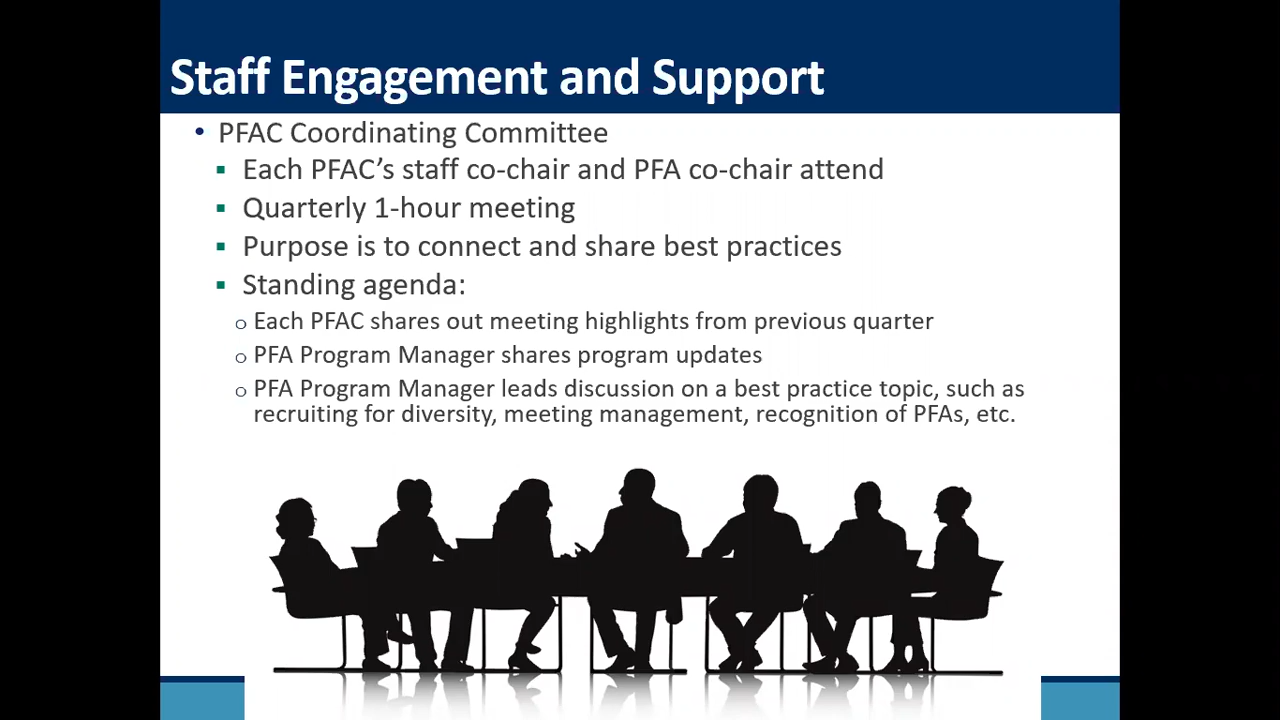 Staff Engagement and Support
• PFAC Coordinating Committee
▪ Each PFAC’s staff co-chair and PFA co-chair attend
▪ Quarterly 1-hour meeting
▪ Purpose is to connect and share best practices
▪ Standing agenda:
o Each PFAC shares out meeting highlights from previous quarter
o PFA Program Manager shares program updates
o PFA Program Manager leads discussion on a best practice topic, such as
recruiting for diversity, meeting management, recognition of PFAs, etc.